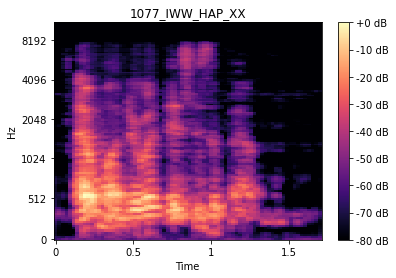 1077_IWW_HAP_XX
8192
4096
2048
1024
512
0
Hz
0
0.5
1
1.5
Time
+0 dB
-10 dB
-20 dB
-30 dB
-40 dB
-50 dB
-60 dB
-70 dB
-80 dB